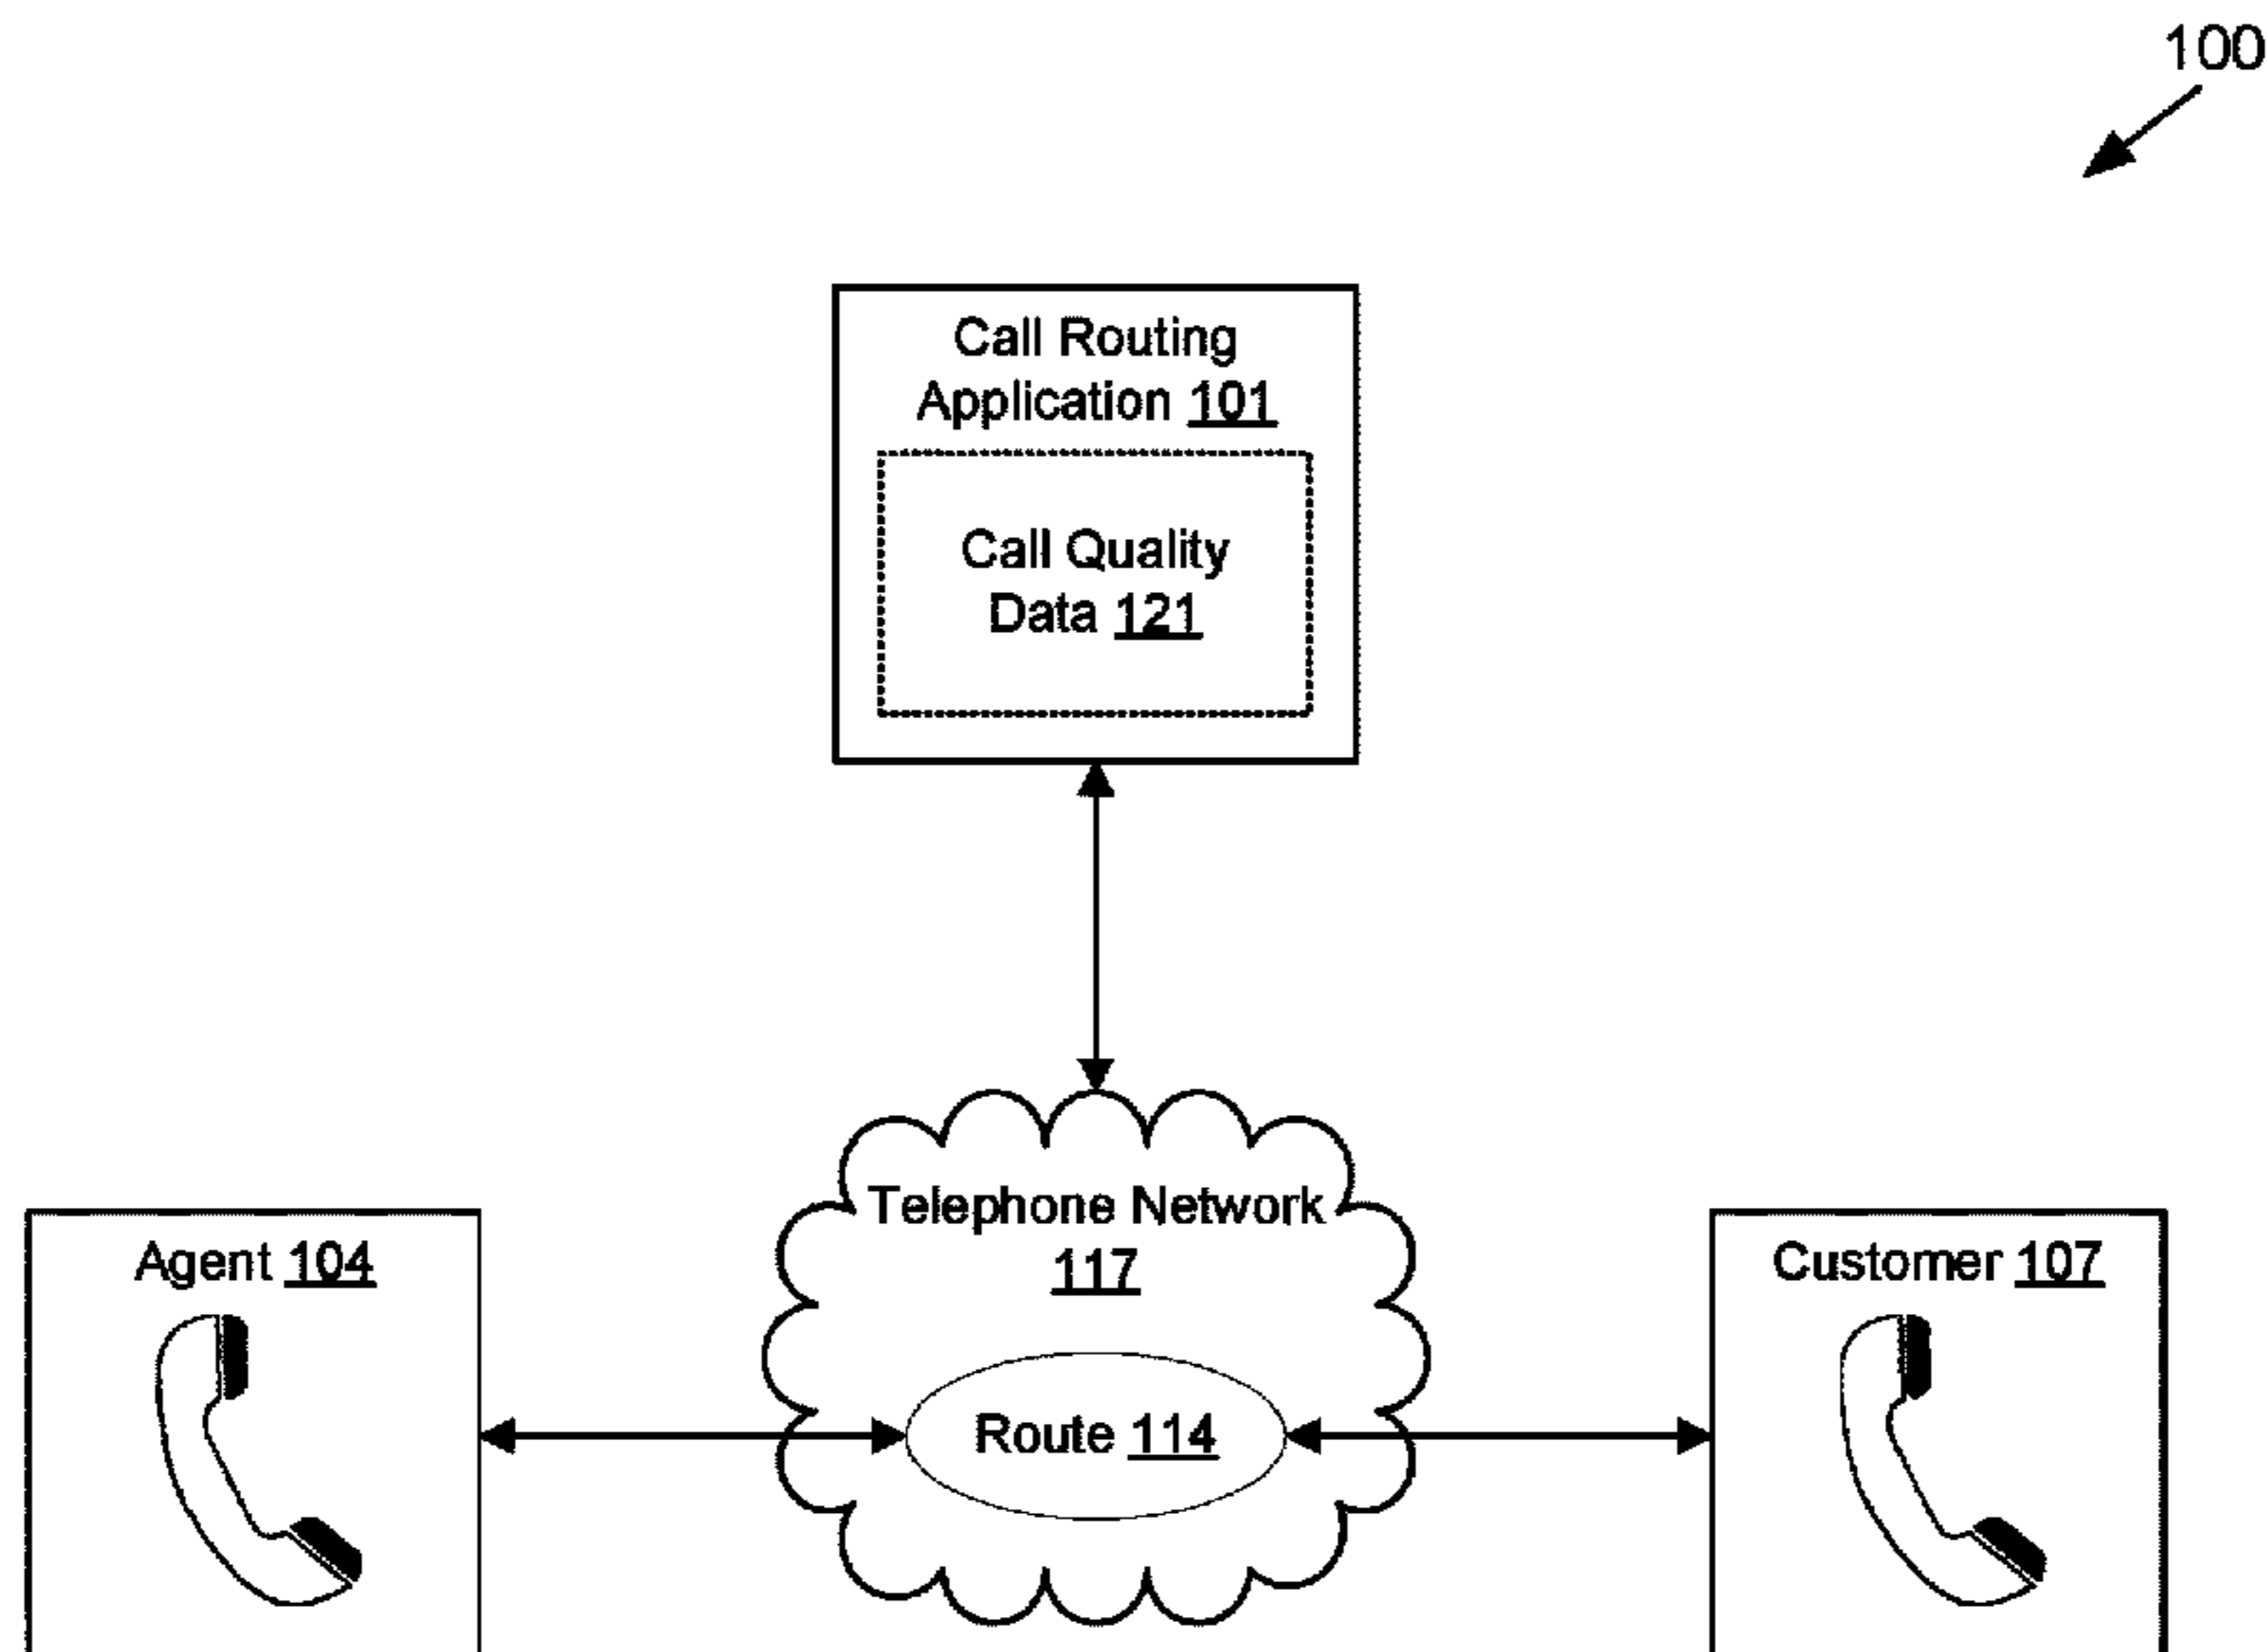 100
Call Routing
Application 101
Call Quality
Data 121
Telephone Network
117
Agent 104
Customer 107
Route 114